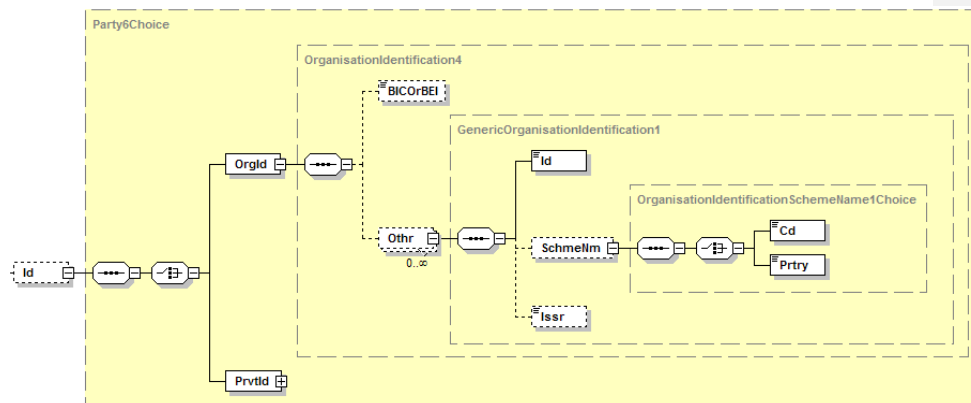 Party6Choice
OrganisationIdentification4
BICOrBEI
GenericOrganisationIdentification1
Id
OrgId
OrganisationIdentificationSchemeName1Choice
Cd
Othr
SchmeNm
0..∞
Prtry
Id
Issr
PrvtId